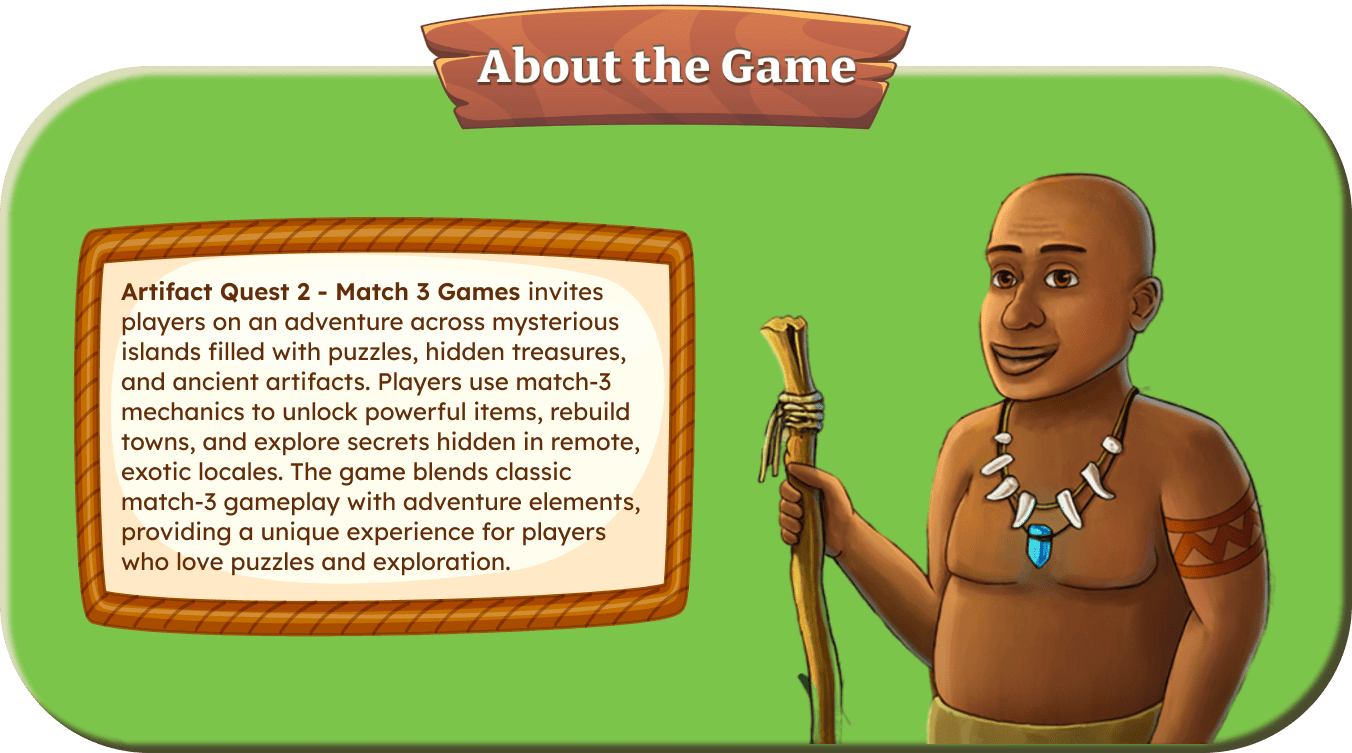 About the Game
Artifact Quest 2 - Match 3 Games invites
players on an adventure across mysterious
islands filled with puzzles, hidden treasures,
and ancient artifacts. Players use match-3
mechanics to unlock powerful items, rebuild
towns, and explore secrets hidden in remote,
exotic locales. The game blends classic
match-3 gameplay with adventure elements,
providing a unique experience for players
who love puzzles and exploration.